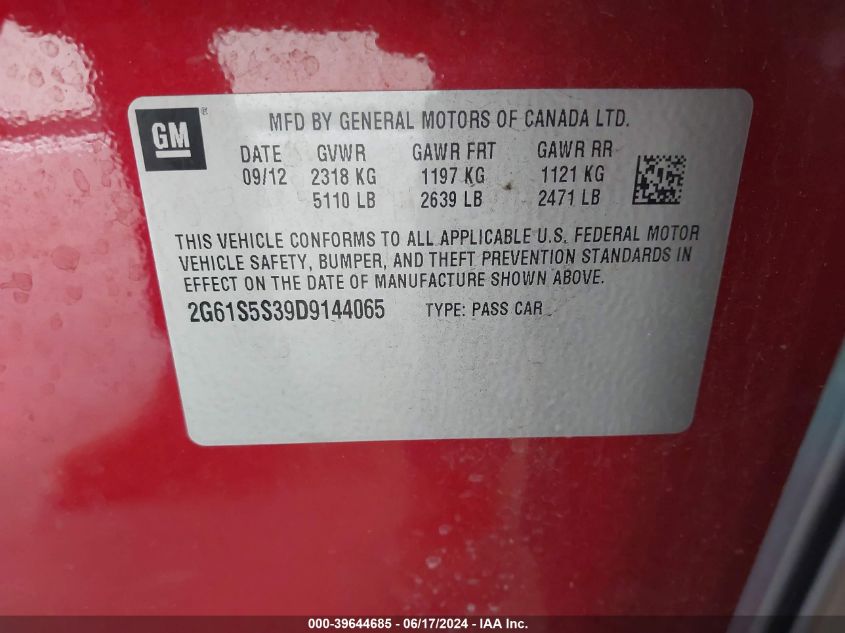 GM ®
MFD BY GENERAL MOTORS OF CANADA LTD.
DATE GVWR GAWR FRT GAWR RR
09/12 2318 KG 1197 KG 1121 KG
5110 LB 2639 LB 2471 LB
THIS VEHICLE CONFORMS TO ALL APPLICABLE U.S. FEDERAL MOTOR
VEHICLE SAFETY, BUMPER, AND THEFT PREVENTION STANDARDS IN
EFFECT ON THE DATE OF MANUFACTURE SHOWN ABOVE.
2G61S5S39D9144065 TYPE: PASS CAR
000-39644685 - 06/17/2024 - IAA Inc.